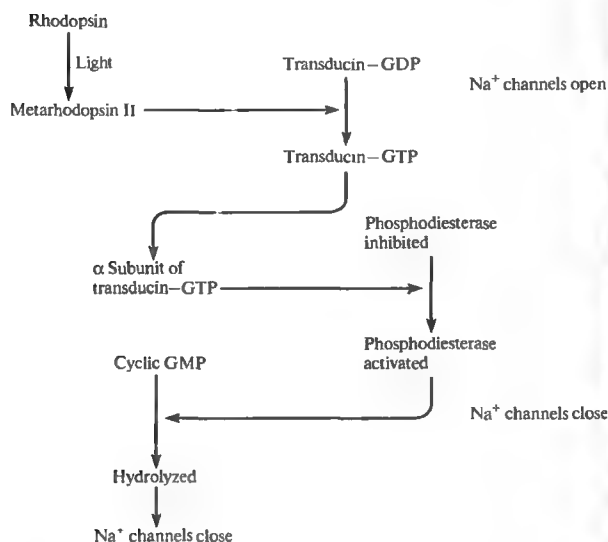 Rhodopsin
Light
Metarhodopsin II
Transducin–GDP
Na⁺ channels open
Transducin–GTP
Phosphodiesterase
inhibited
α Subunit of
transducin–GTP
Phosphodiesterase
activated
Cyclic GMP
Na⁺ channels close
Hydrolyzed
Na⁺ channels close